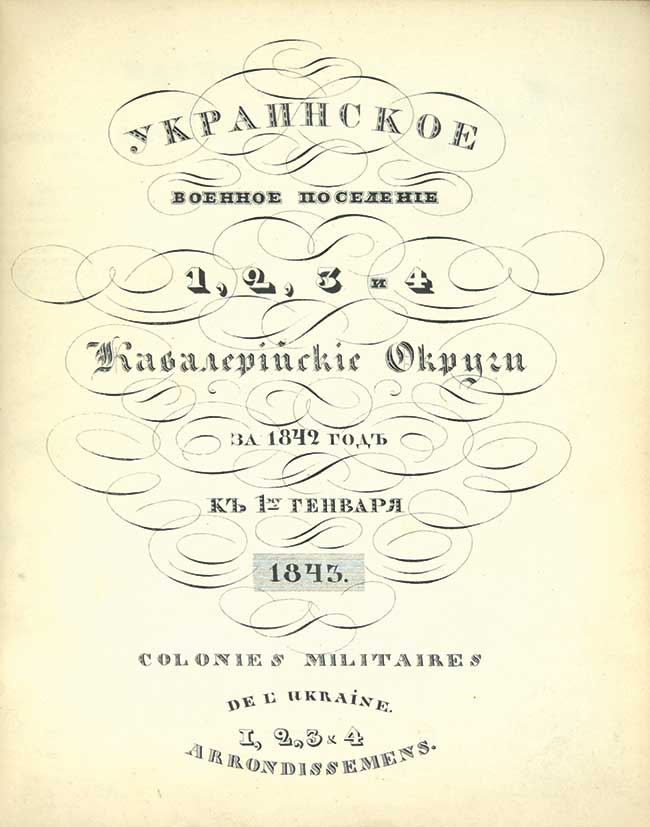 УКРАИНСКОЕ
ВОЕННОЕ ПОСЕЛЕНІЕ
1, 2, 3 и 4
Кавалерійскіе Округи
ЗА 1842 ГОДЪ
КЪ 1му ГЕНВАРЯ
1843.
COLONIES MILITAIRES
DE L UKRAINE.
1, 2, 3 & 4
ARRONDISSEMENS.